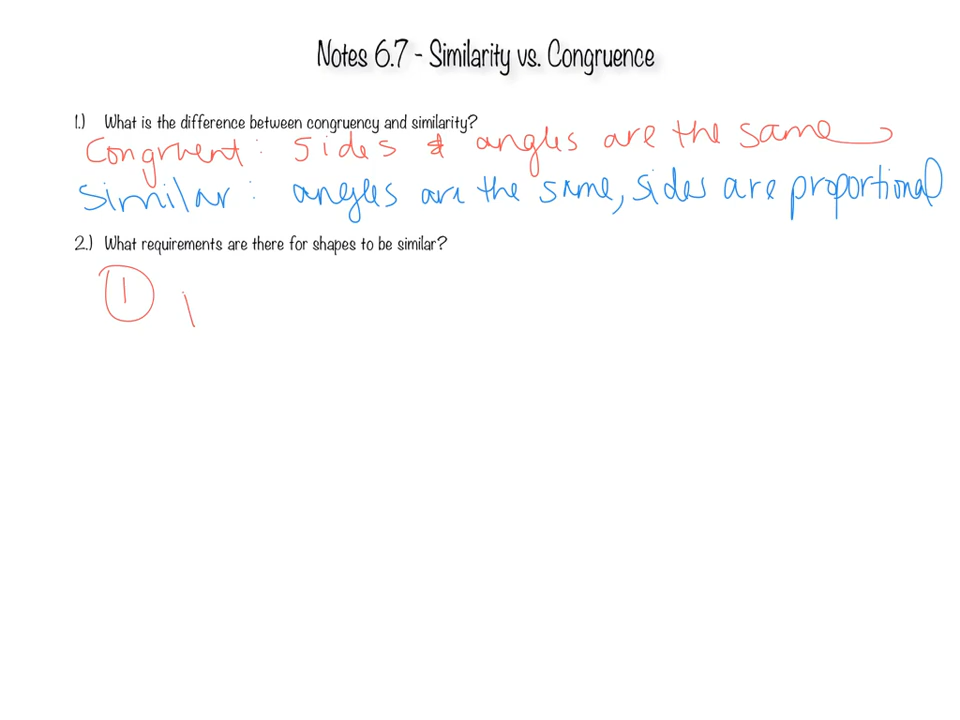 Notes 6.7 - Similarity vs. Congruence
1.) What is the difference between congruency and similarity?
Congruent : Sides & angles are the same
Similar : angles are the same, sides are proportional
2.) What requirements are there for shapes to be similar?
1